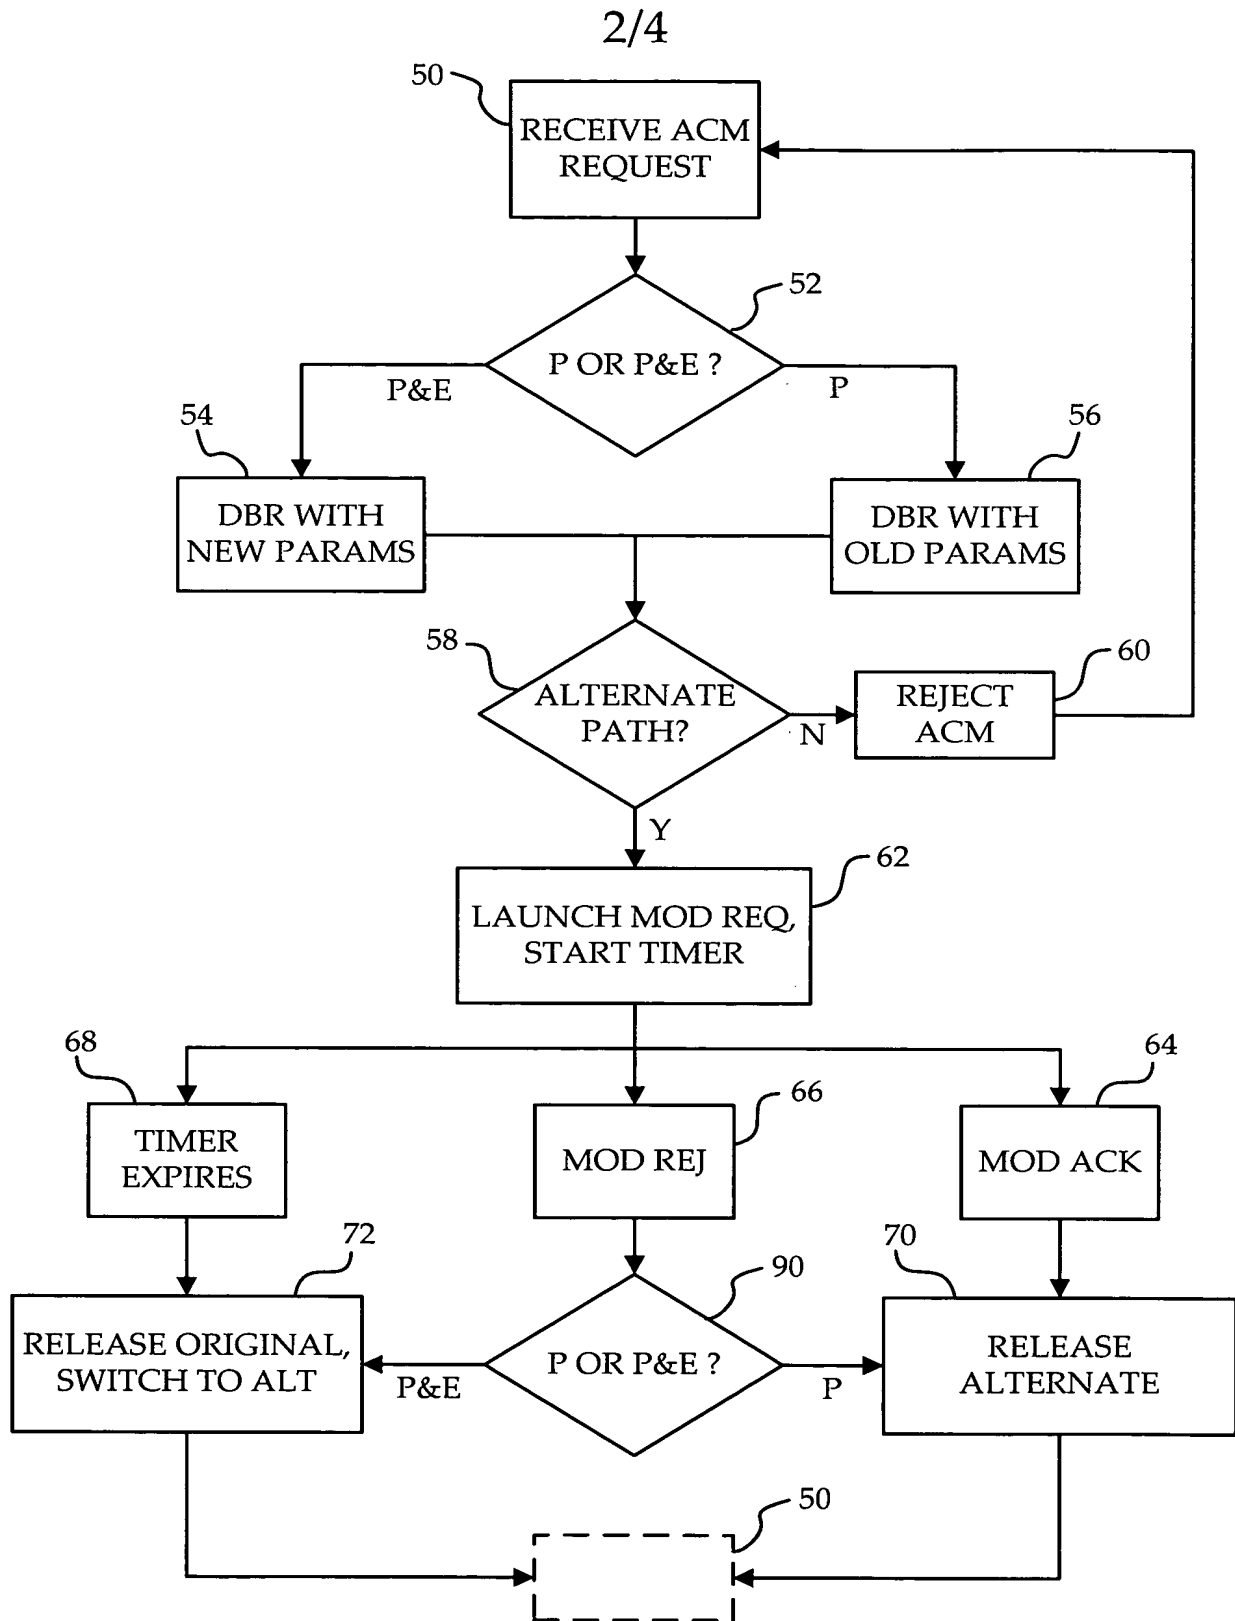 2/4
50
RECEIVE ACM
REQUEST
52
P OR P&E ?
P&E
P
54
56
DBR WITH
NEW PARAMS
DBR WITH
OLD PARAMS
58
60
ALTERNATE
PATH?
N
REJECT
ACM
Y
62
LAUNCH MOD REQ,
START TIMER
68
66
64
TIMER
EXPIRES
MOD REJ
MOD ACK
72
90
70
RELEASE ORIGINAL,
SWITCH TO ALT
P&E
P OR P&E ?
P
RELEASE
ALTERNATE
50